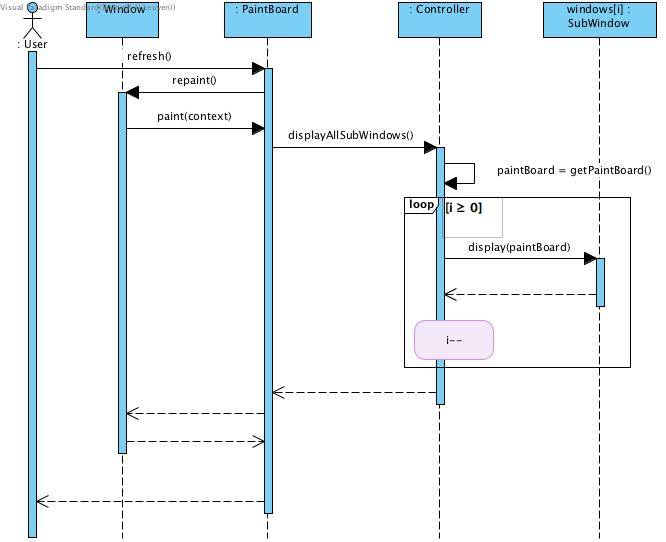 Visual Paradigm Standard
: Window
: PaintBoard
: Controller
windows[i] :
SubWindow
: User
refresh()
repaint()
paint(context)
displayAllSubWindows()
paintBoard = getPaintBoard()
loop
[i ≥ 0]
display(paintBoard)
i--